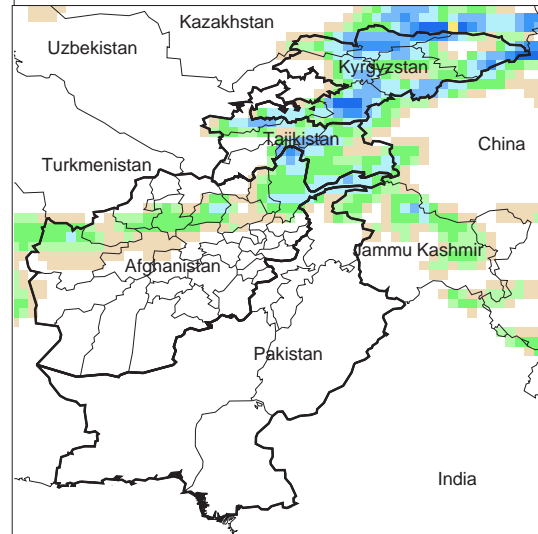 Kazakhstan
Uzbekistan
Kyrgyzstan
Tajikistan
China
Turkmenistan
Jammu Kashmir
Afghanistan
Pakistan
India